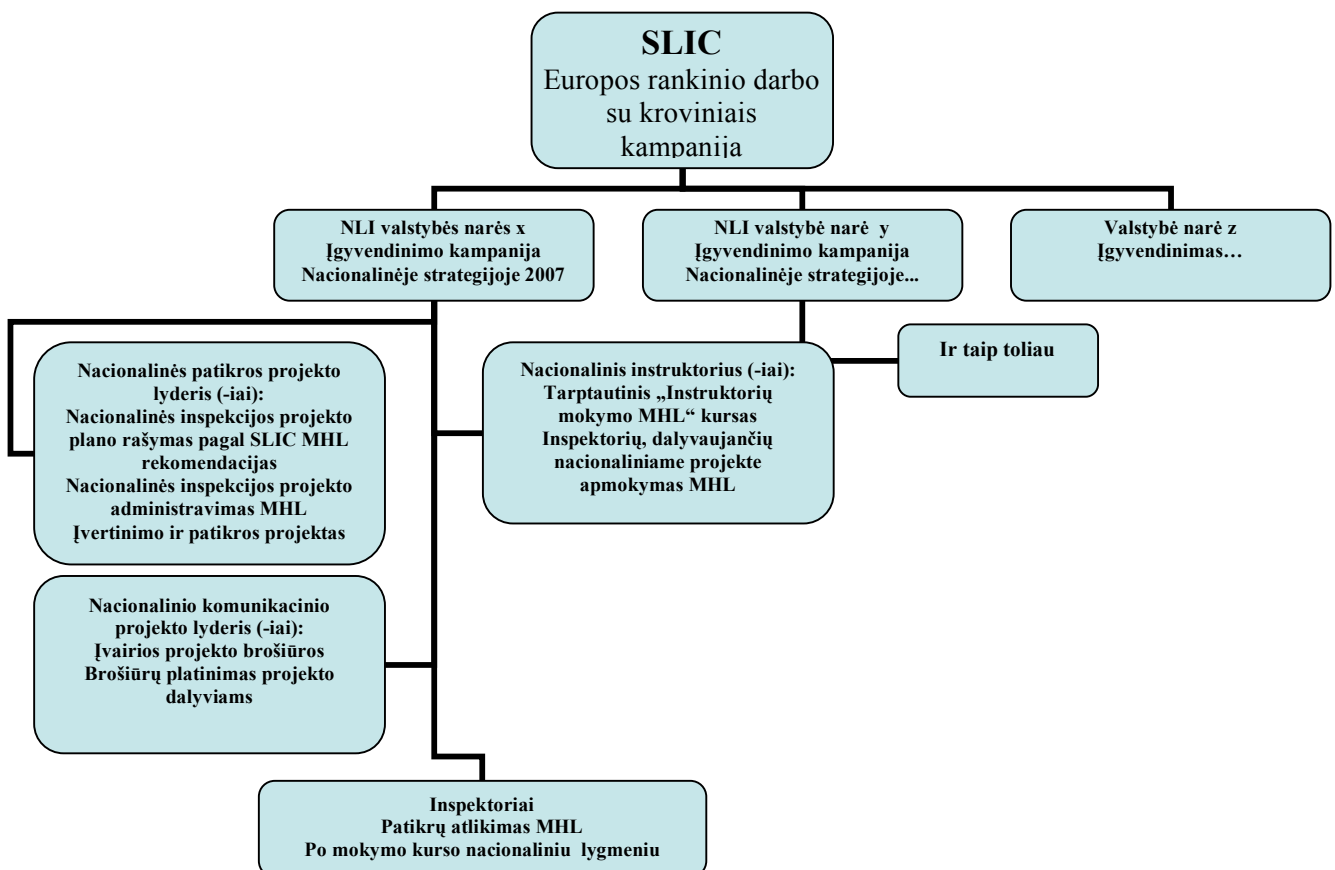 SLIC
Europos rankinio darbo
su kroviniais
kampanija
NLI valstybės narės x
Įgyvendinimo kampanija
Nacionalinėje strategijoje 2007
NLI valstybė narė y
Įgyvendinimo kampanija
Nacionalinėje strategijoje...
Valstybė narė z
Įgyvendinimas…
Nacionalinės patikros projekto
lyderis (-iai):
Nacionalinės inspekcijos projekto
plano rašymas pagal SLIC MHL
rekomendacijas
Nacionalinės inspekcijos projekto
administravimas MHL
Įvertinimo ir patikros projektas
Nacionalinis instruktorius (-iai):
Tarptautinis „Instruktorių
mokymo MHL“ kursas
Inspektorių, dalyvaujančių
nacionaliniame projekte
apmokymas MHL
Ir taip toliau
Nacionalinio komunikacinio
projekto lyderis (-iai):
Įvairios projekto brošiūros
Brošiūrų platinimas projekto
dalyviams
Inspektoriai
Patikrų atlikimas MHL
Po mokymo kurso nacionaliniu lygmeniu